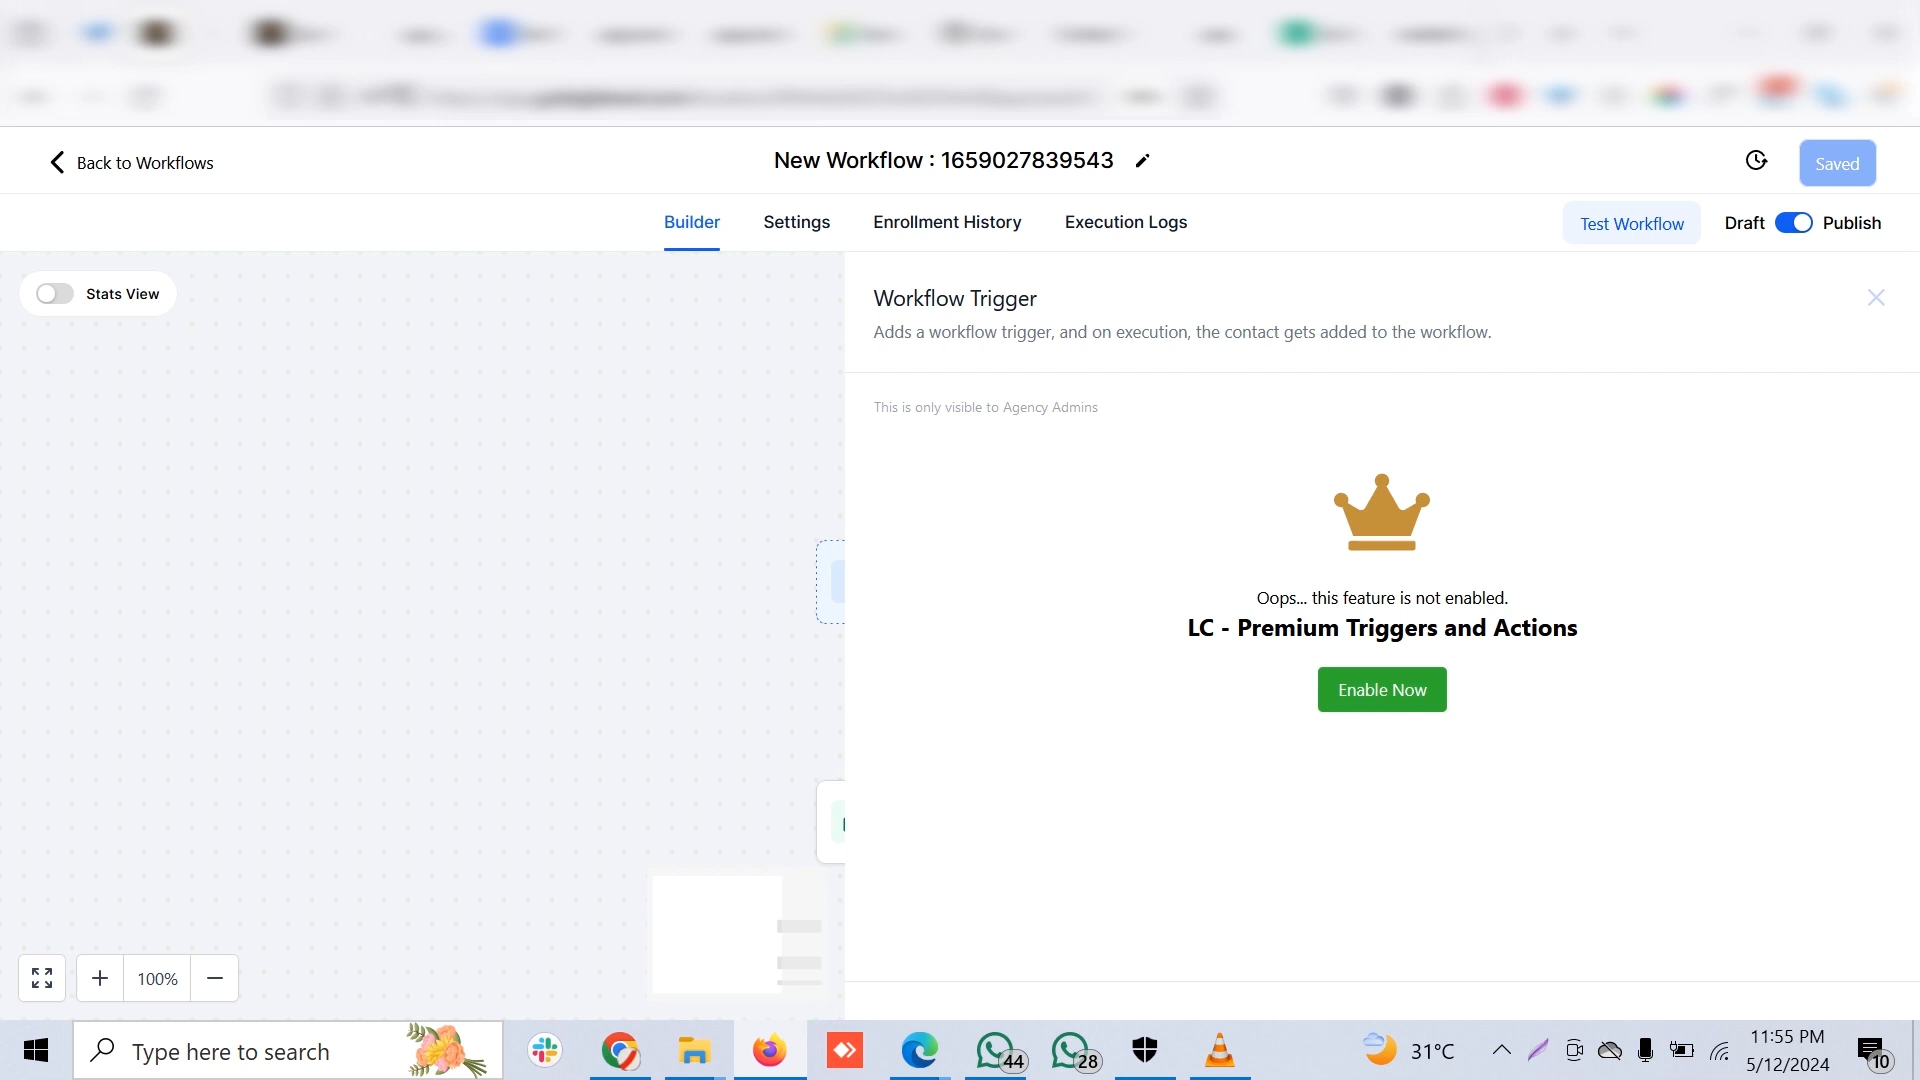 Back to Workflows
New Workflow : 1659027839543
Saved
Builder
Settings
Enrollment History
Execution Logs
Test Workflow
Draft
Publish
Stats View
Workflow Trigger
Adds a workflow trigger, and on execution, the contact gets added to the workflow.
This is only visible to Agency Admins
Oops... this feature is not enabled.
LC - Premium Triggers and Actions
Enable Now
100%
Type here to search
44
28
31°C
11:55 PM
5/12/2024
10